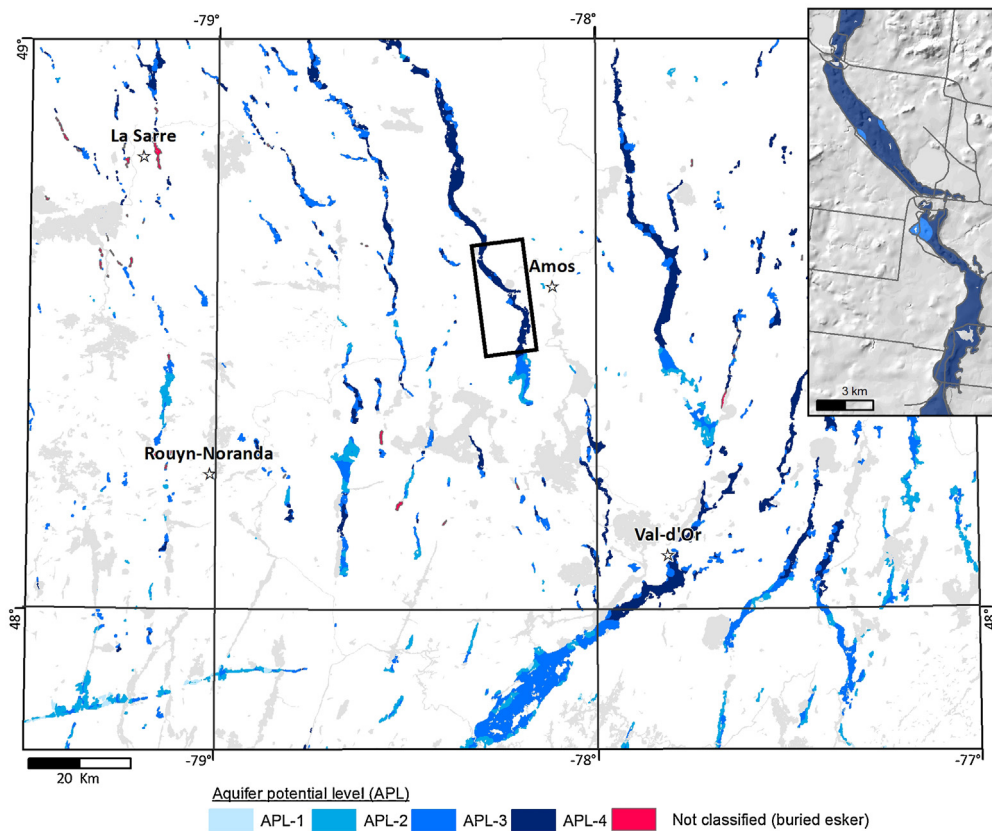 -79°
-78°
49°
La Sarre
Amos
3 km
Rouyn-Noranda
Val-d'Or
48°
48°
20 Km
-79°
-78°
-77°
Aquifer potential level (APL)
APL-1
APL-2
APL-3
APL-4
Not classified (buried esker)